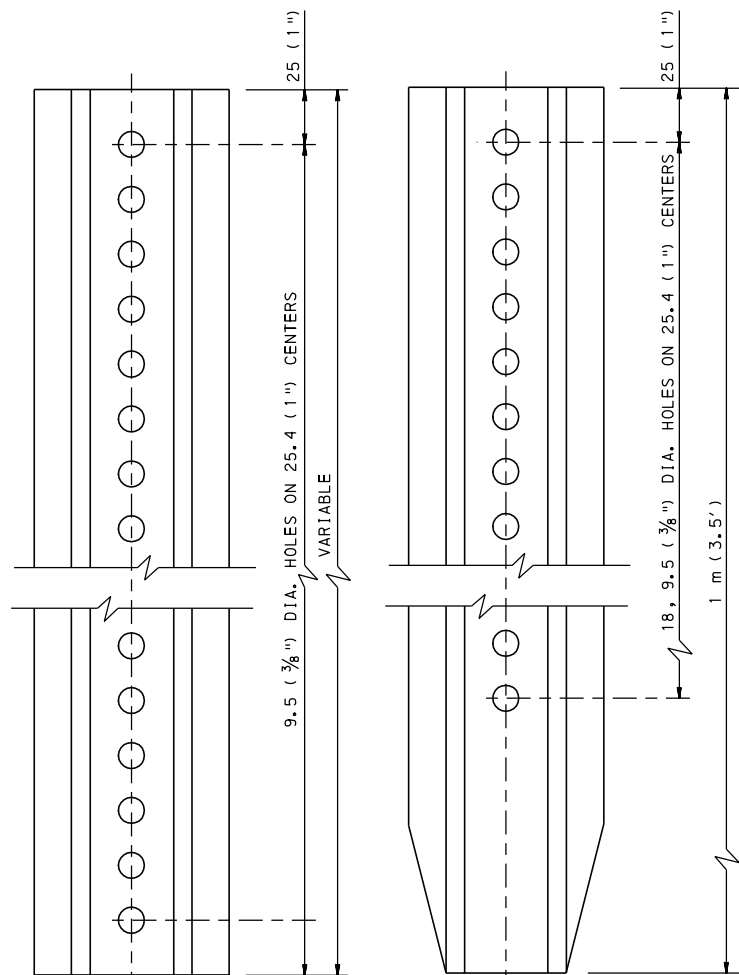 25 (1")
9.5 (3/8") DIA. HOLES ON 25.4 (1") CENTERS
VARIABLE
25 (1")
18, 9.5 (3/8") DIA. HOLES ON 25.4 (1") CENTERS
1 m (3.5')